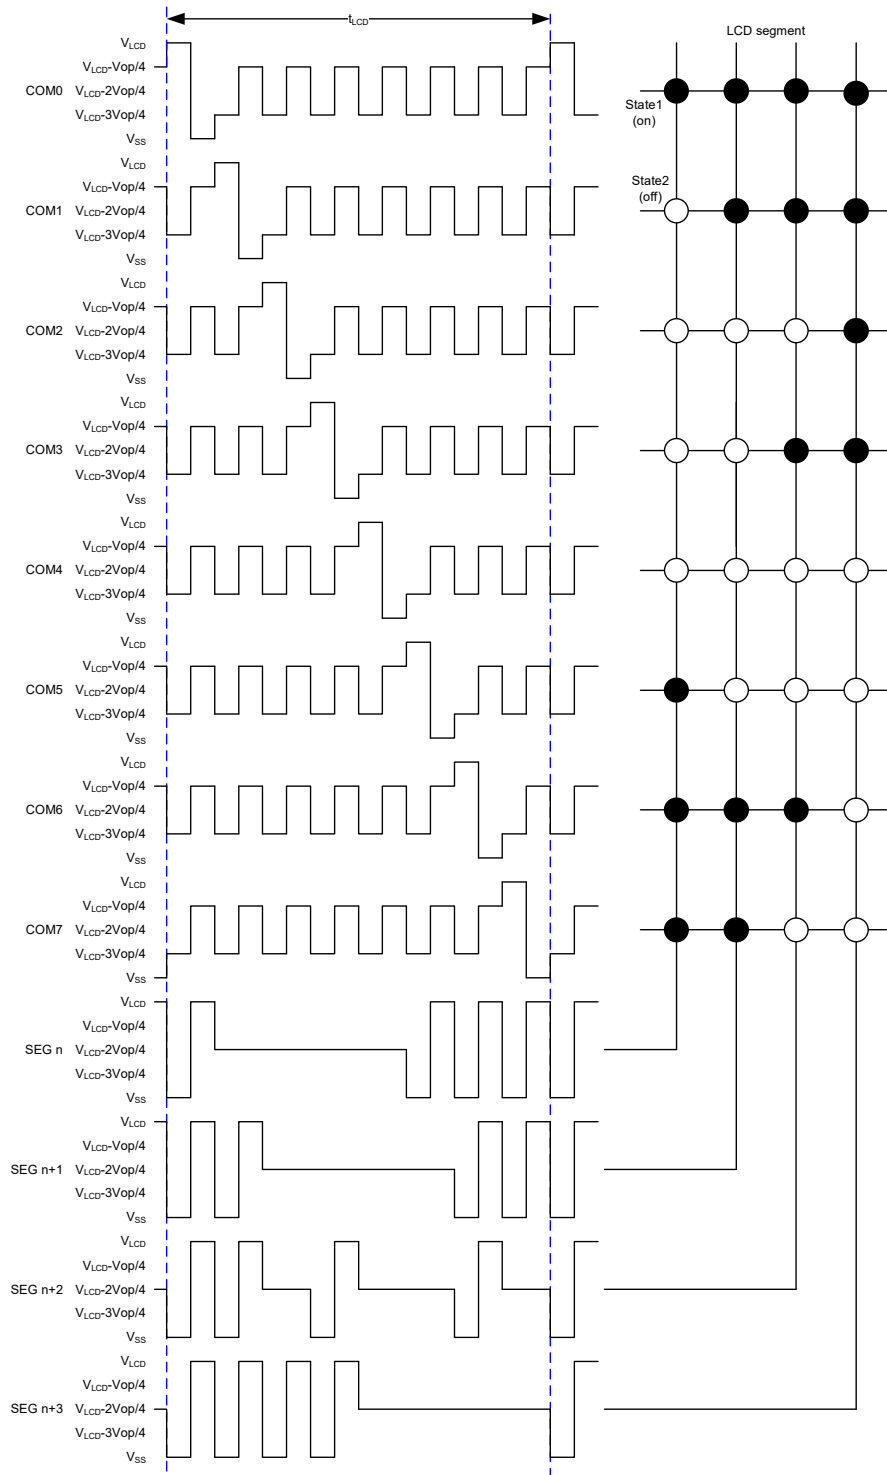 tLCD
LCD segment
VLCD
VLCD-Vop/4
COM0 VLCD-2Vop/4
VLCD-3Vop/4
VSS
State1
(on)
VLCD
VLCD-Vop/4
COM1 VLCD-2Vop/4
VLCD-3Vop/4
VSS
State2
(off)
VLCD
VLCD-Vop/4
COM2 VLCD-2Vop/4
VLCD-3Vop/4
VSS
VLCD
VLCD-Vop/4
COM3 VLCD-2Vop/4
VLCD-3Vop/4
VSS
VLCD
VLCD-Vop/4
COM4 VLCD-2Vop/4
VLCD-3Vop/4
VSS
VLCD
VLCD-Vop/4
COM5 VLCD-2Vop/4
VLCD-3Vop/4
VSS
VLCD
VLCD-Vop/4
COM6 VLCD-2Vop/4
VLCD-3Vop/4
VSS
VLCD
VLCD-Vop/4
COM7 VLCD-2Vop/4
VLCD-3Vop/4
VSS
VLCD
VLCD-Vop/4
SEG n VLCD-2Vop/4
VLCD-3Vop/4
VSS
VLCD
VLCD-Vop/4
SEG n+1 VLCD-2Vop/4
VLCD-3Vop/4
VSS
VLCD
VLCD-Vop/4
SEG n+2 VLCD-2Vop/4
VLCD-3Vop/4
VSS
VLCD
VLCD-Vop/4
SEG n+3 VLCD-2Vop/4
VLCD-3Vop/4
VSS